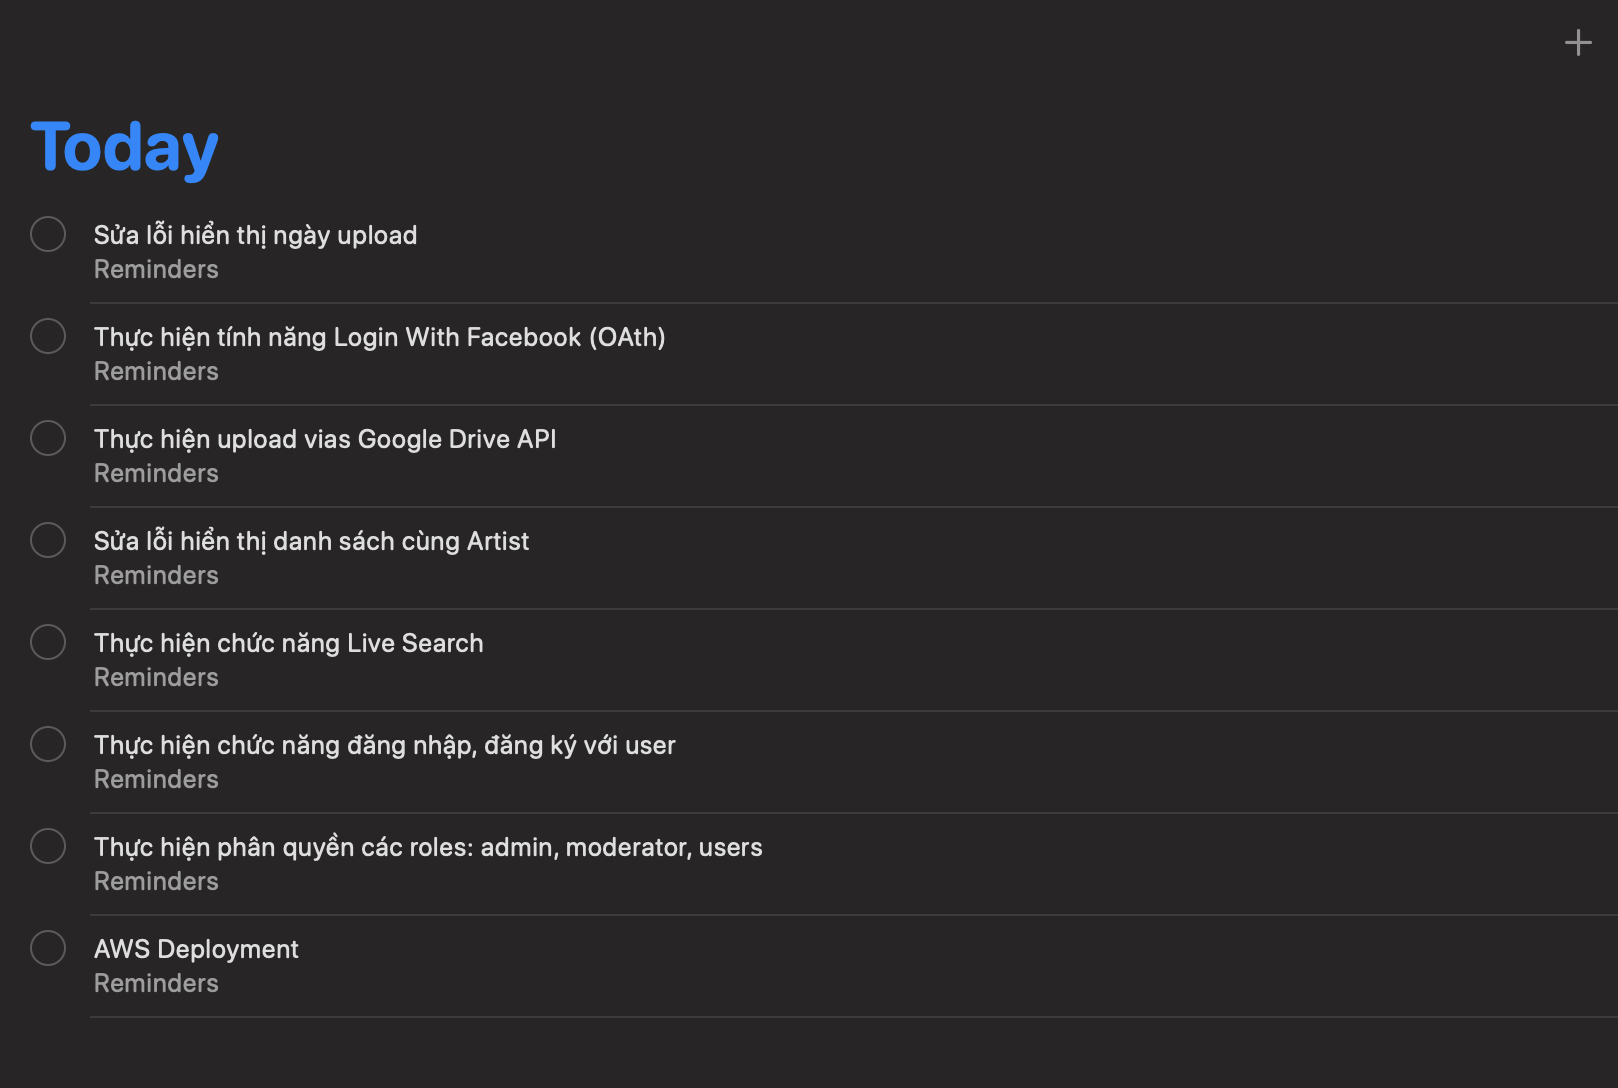 Today
Sửa lỗi hiển thị ngày upload
Reminders
Thực hiện tính năng Login With Facebook (OAth)
Reminders
Thực hiện upload vias Google Drive API
Reminders
Sửa lỗi hiển thị danh sách cùng Artist
Reminders
Thực hiện chức năng Live Search
Reminders
Thực hiện chức năng đăng nhập, đăng ký với user
Reminders
Thực hiện phân quyền các roles: admin, moderator, users
Reminders
AWS Deployment
Reminders